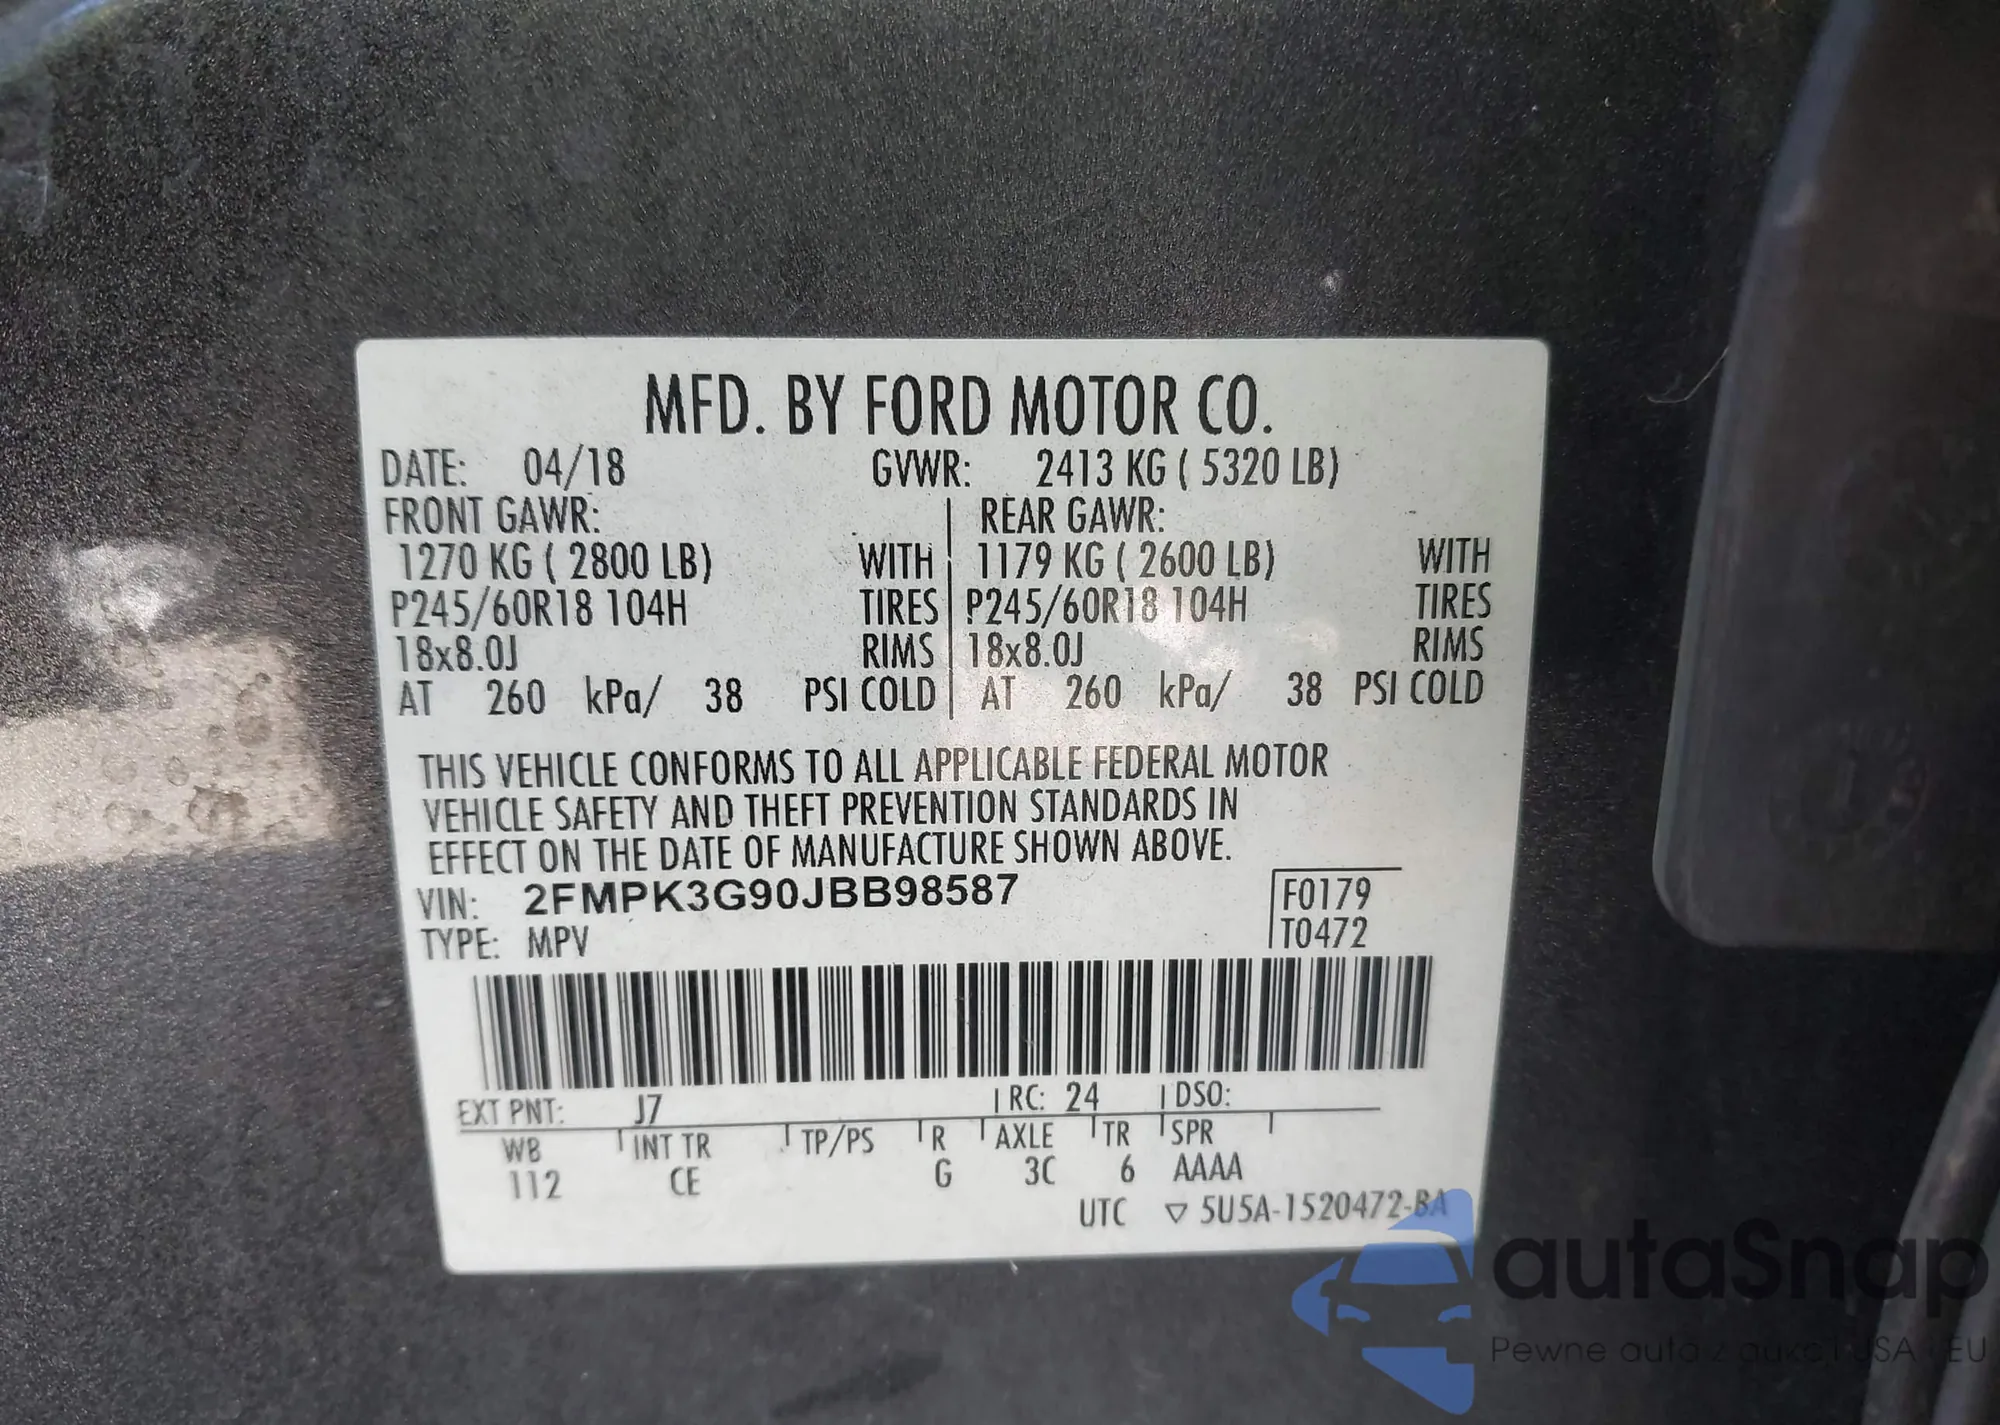 MFD. BY FORD MOTOR CO.
DATE: 04/18 GVWR: 2413 KG ( 5320 LB)
FRONT GAWR: REAR GAWR:
1270 KG ( 2800 LB) WITH 1179 KG ( 2600 LB) WITH
P245/60R18 104H TIRES P245/60R18 104H TIRES
18x8.0J RIMS 18x8.0J RIMS
AT 260 kPa/ 38 PSI COLD AT 260 kPa/ 38 PSI COLD
THIS VEHICLE CONFORMS TO ALL APPLICABLE FEDERAL MOTOR
VEHICLE SAFETY AND THEFT PREVENTION STANDARDS IN
EFFECT ON THE DATE OF MANUFACTURE SHOWN ABOVE.
VIN: 2FMPK3G90JBB98587 F0179
TYPE: MPV T0472
EXT PNT: J7 RC: 24 DSO:
WB INT TR TP/PS R AXLE TR SPR
112 CE G 3C 6 AAAA
UTC ▽ 5U5A-1520472-BA
autaSnap
Pewne auta z aukcji USA i EU